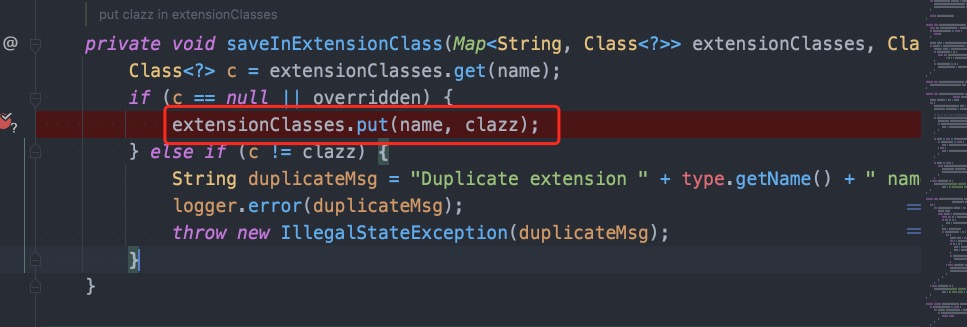 put clazz in extensionClasses
@ private void saveInExtensionClass(Map<String, Class<?>> extensionClasses, Cla
Class<?> c = extensionClasses.get(name);
if (c == null || overridden) {
? extensionClasses.put(name, clazz);
} else if (c != clazz) {
String duplicateMsg = "Duplicate extension " + type.getName() + " nam
logger.error(duplicateMsg);
throw new IllegalStateException(duplicateMsg);
}
}